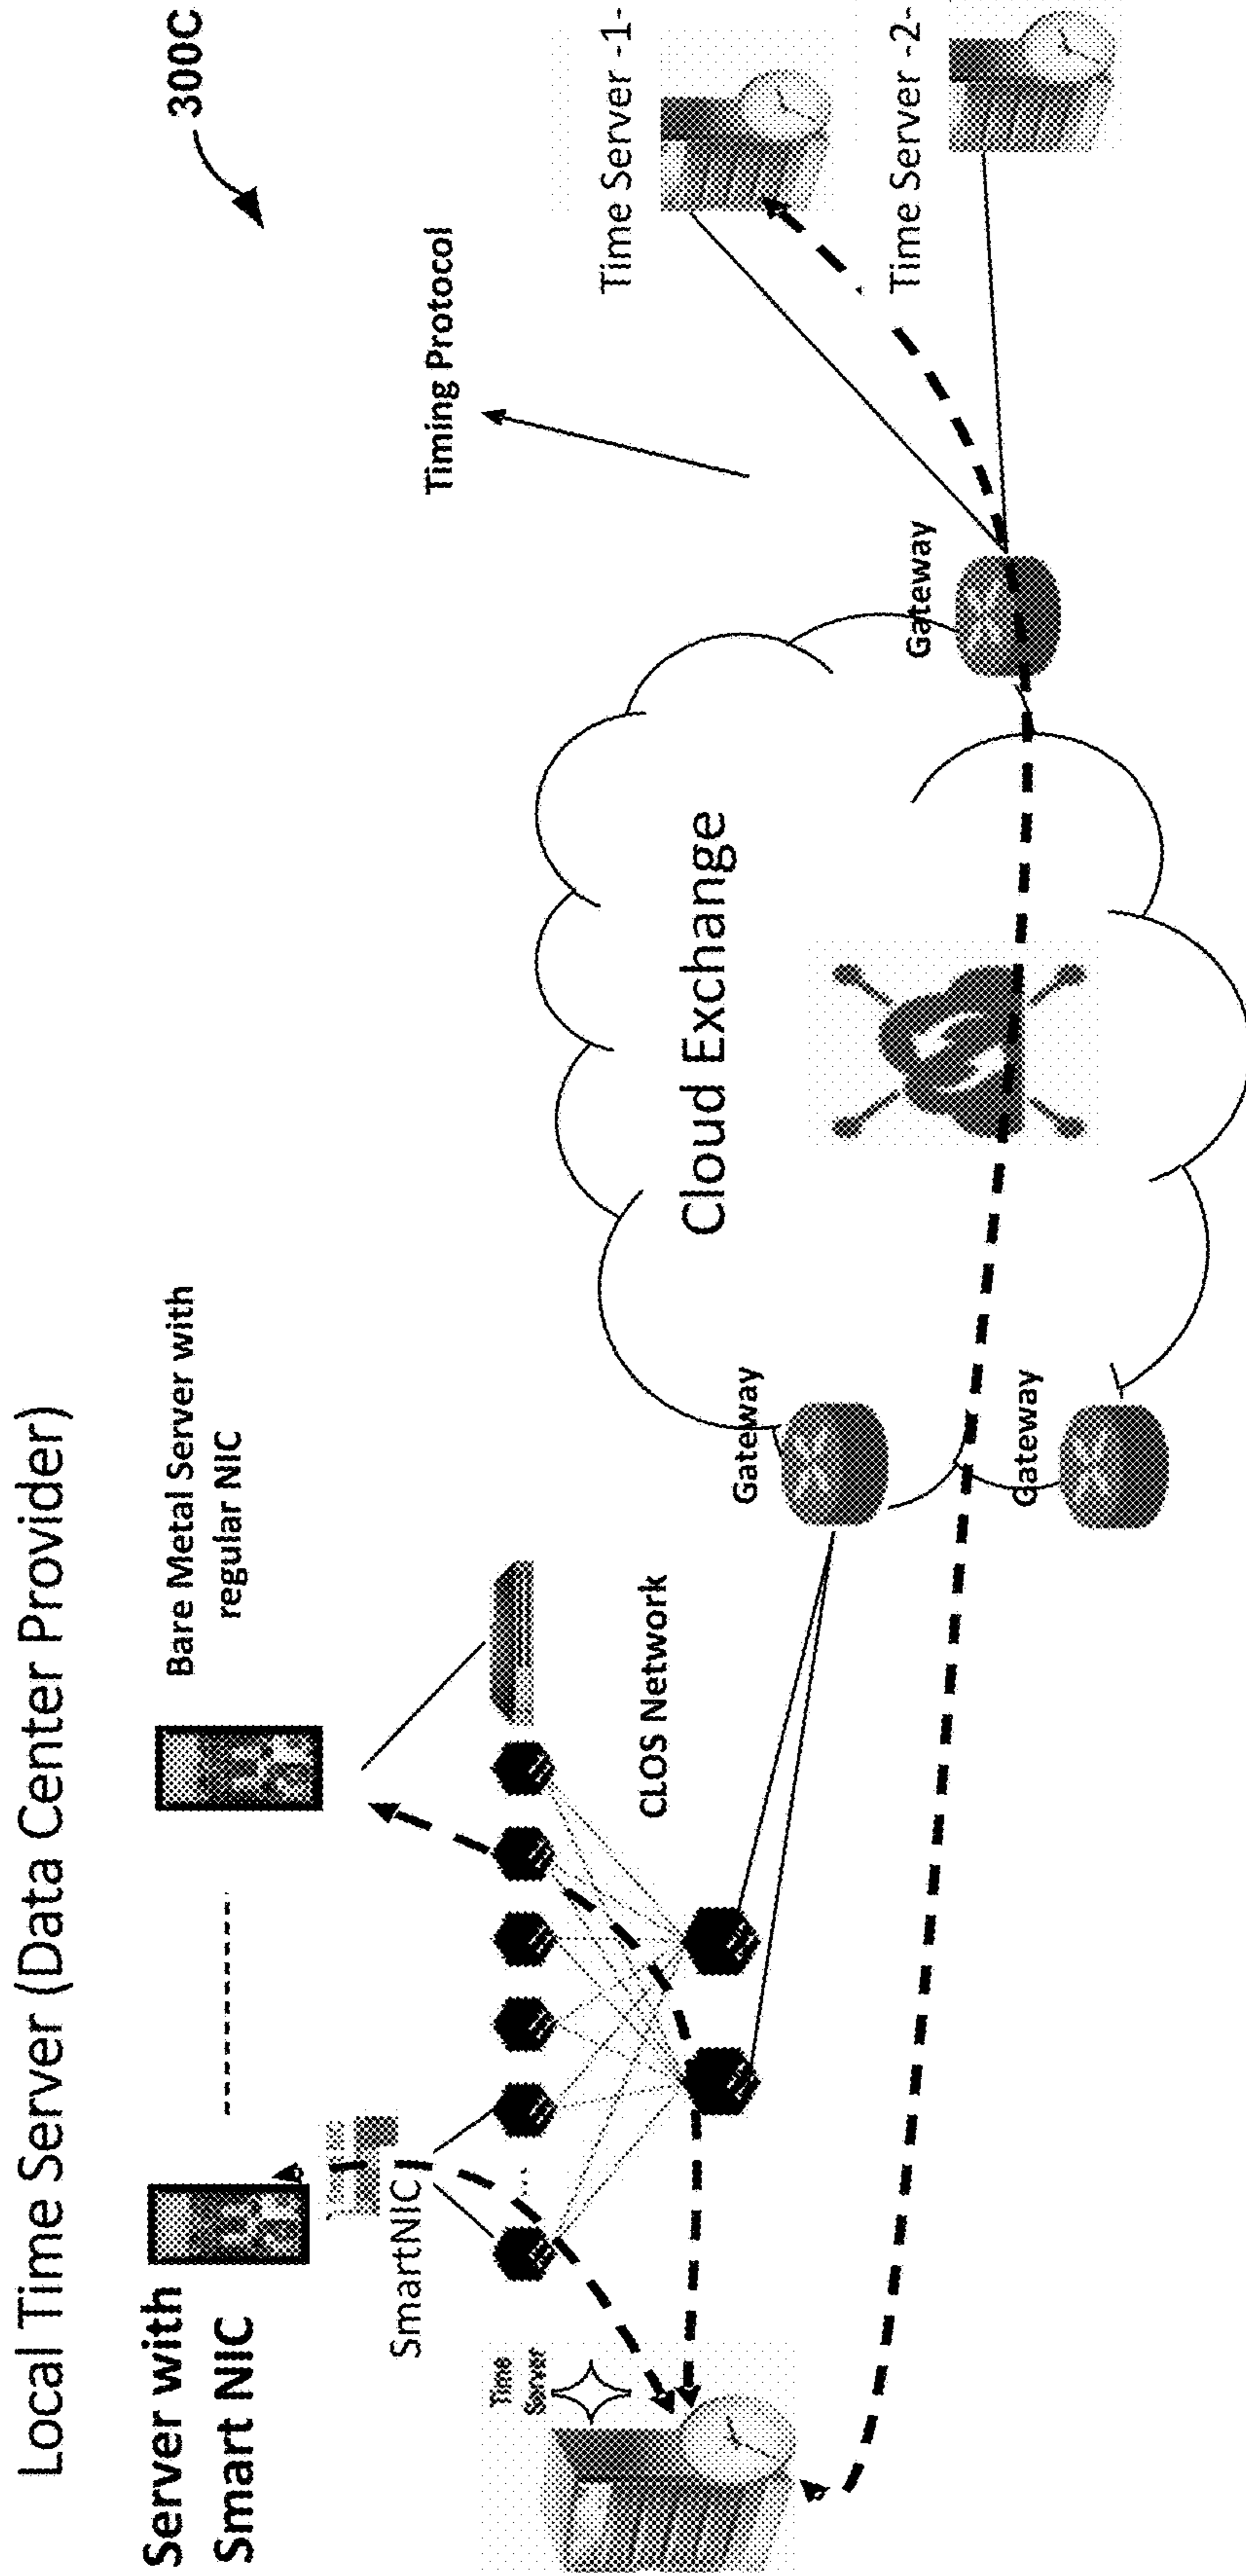 Local Time Server (Data Center Provider)
300C
Server with
Smart NIC
Bare Metal Server with
regular NIC
SmartNIC
Time
Server
CLOS Network
Timing Protocol
Cloud Exchange
Gateway
Gateway
Gateway
Time Server -1-
Time Server -2-